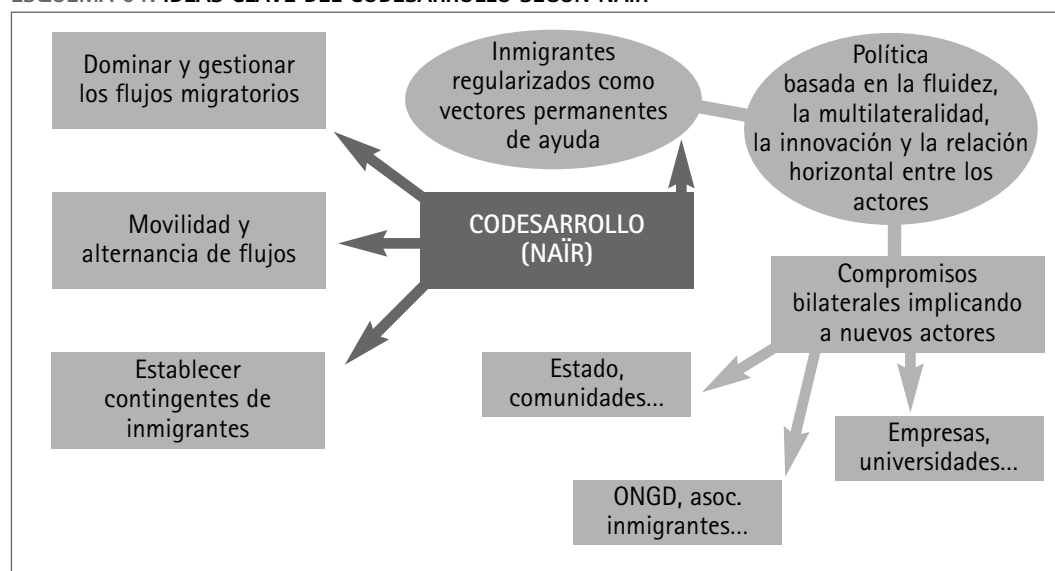 ESQUEMA 04: IDEAS CLAVE DEL CODESARROLLO SEGÚN NAÏR
Dominar y gestionar
los flujos migratorios
Inmigrantes
regularizados como
vectores permanentes
de ayuda
Política
basada en la fluidez,
la multilateralidad,
la innovación y la relación
horizontal entre los
actores
Movilidad y
alternancia de flujos
CODESARROLLO
(NAÏR)
Compromisos
bilaterales implicando
a nuevos actores
Establecer
contingentes de
inmigrantes
Estado,
comunidades...
Empresas,
universidades...
ONGD, asoc.
inmigrantes...